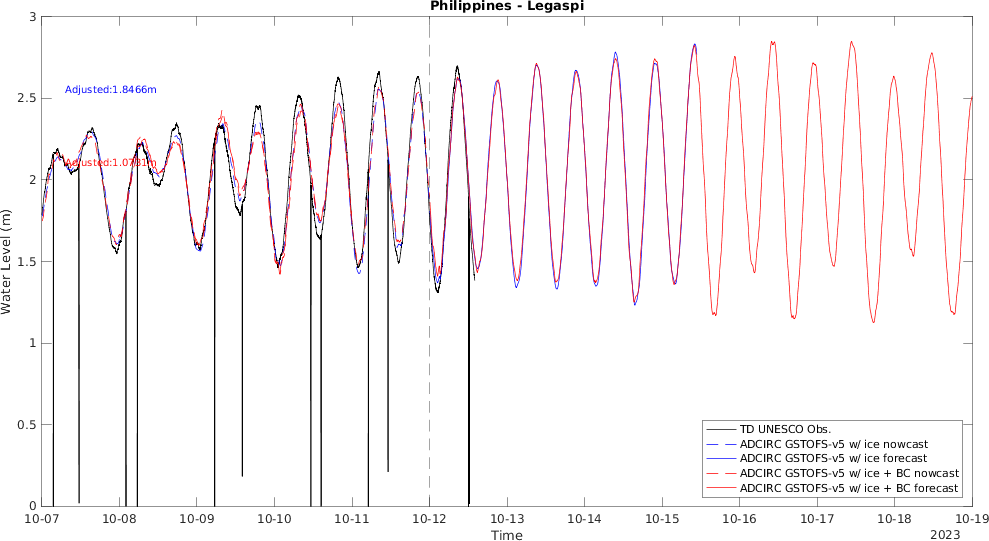 Philippines - Legaspi
3
2.5
2
1.5
1
0.5
0
Water Level (m)
Adjusted:1.8466m
10-07
10-08
10-09
10-10
10-11
10-12
10-13
10-14
10-15
10-16
10-17
10-18
10-19
Time
2023
TD UNESCO Obs.
ADCIRC GSTOFS-v5 w/ ice nowcast
ADCIRC GSTOFS-v5 w/ ice forecast
ADCIRC GSTOFS-v5 w/ ice + BC nowcast
ADCIRC GSTOFS-v5 w/ ice + BC forecast